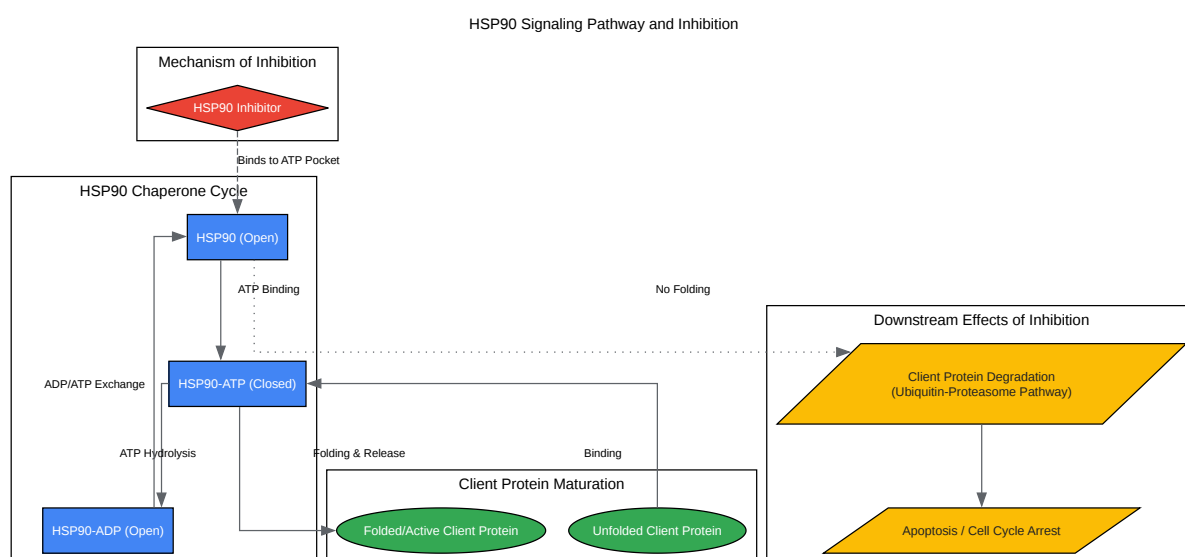 HSP90 Signaling Pathway and Inhibition
Mechanism of Inhibition
HSP90 Inhibitor
Binds to ATP Pocket
HSP90 Chaperone Cycle
HSP90 (Open)
ATP Binding
No Folding
Downstream Effects of Inhibition
Client Protein Degradation
(Ubiquitin-Proteasome Pathway)
HSP90-ATP (Closed)
ADP/ATP Exchange
ATP Hydrolysis
Folding & Release
Binding
Client Protein Maturation
HSP90-ADP (Open)
Folded/Active Client Protein
Unfolded Client Protein
Apoptosis / Cell Cycle Arrest